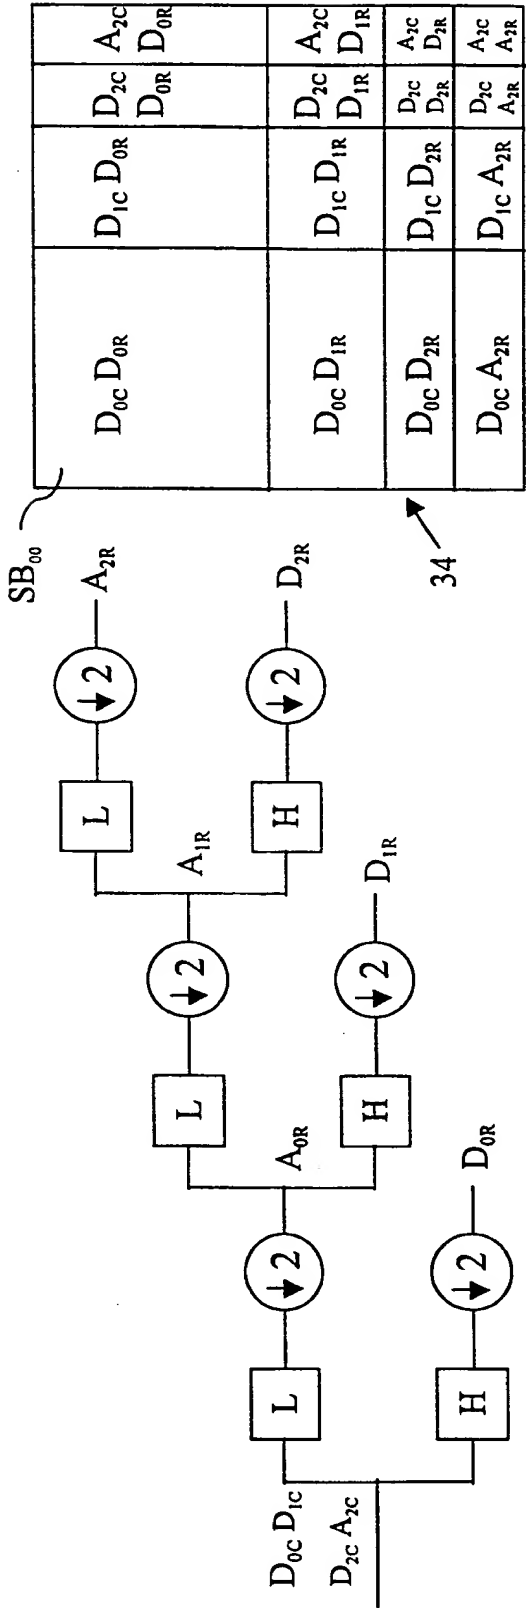 A2C D0R
A2C D1R
A2C D2R
A2C A2R
D2C D0R
D2C D1R
D2C D2R
D2C A2R
D1C D0R
D1C D1R
D1C D2R
D1C A2R
D0C D0R
D0C D1R
D0C D2R
D0C A2R
SB00
34
A2R
D2R
↓2
↓2
L
H
A1R
D1R
↓2
↓2
L
H
A0R
D0R
↓2
↓2
L
H
D0C D1C
D2C A2C